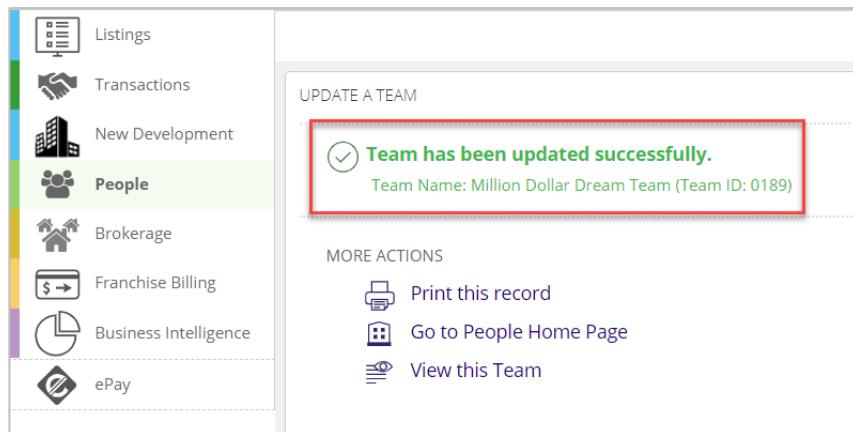 Listings
Transactions
New Development
People
Brokerage
Franchise Billing
Business Intelligence
ePay
UPDATE A TEAM
Team has been updated successfully.
Team Name: Million Dollar Dream Team (Team ID: 0189)
MORE ACTIONS
Print this record
Go to People Home Page
View this Team